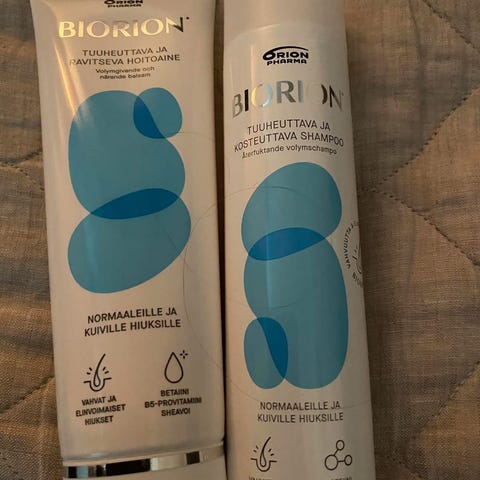 ORION
PHARMA
BIORION
TUUHEUTTAVA JA
RAVITSEVA HOITOAINE
Volymgivande och
närande balsam
NORMAALEILLE JA
KUIVILLE HIUKSILLE
VAHVAT JA
ELINVOIMAISET
HIUKSET
BETAIINI
B5-PROVITAMIINI
SHEAVOI
ORION
PHARMA
BIORION
TUUHEUTTAVA JA
KOSTEUTTAVA SHAMPOO
Återfuktande volymschampo
NORMAALEILLE JA
KUIVILLE HIUKSILLE